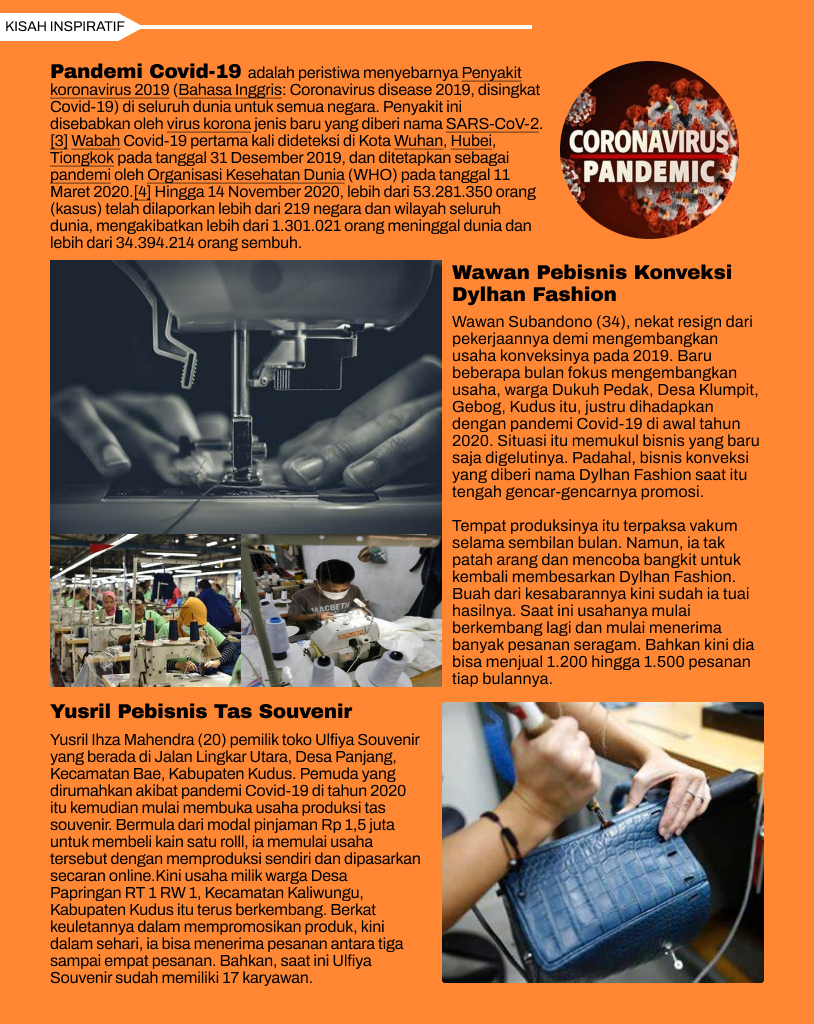 KISAH INSPIRATIF
Pandemi Covid-19 adalah peristiwa menyebarnya Penyakit
koronavirus 2019 (Bahasa Inggris: Coronavirus disease 2019, disingkat
Covid-19) di seluruh dunia untuk semua negara. Penyakit ini
disebabkan oleh virus korona jenis baru yang diberi nama SARS-CoV-2.
[3] Wabah Covid-19 pertama kali dideteksi di Kota Wuhan, Hubei,
Tiongkok pada tanggal 31 Desember 2019, dan ditetapkan sebagai
pandemi oleh Organisasi Kesehatan Dunia (WHO) pada tanggal 11
Maret 2020.[4] Hingga 14 November 2020, lebih dari 53.281.350 orang
(kasus) telah dilaporkan lebih dari 219 negara dan wilayah seluruh
dunia, mengakibatkan lebih dari 1.301.021 orang meninggal dunia dan
lebih dari 34.394.214 orang sembuh.
CORONAVIRUS
PANDEMIC
Wawan Pebisnis Konveksi
Dylhan Fashion
Wawan Subandono (34), nekat resign dari
pekerjaannya demi mengembangkan
usaha konveksinya pada 2019. Baru
beberapa bulan fokus mengembangkan
usaha, warga Dukuh Pedak, Desa Klumpit,
Gebog, Kudus itu, justru dihadapkan
dengan pandemi Covid-19 di awal tahun
2020. Situasi itu memukul bisnis yang baru
saja digelutinya. Padahal, bisnis konveksi
yang diberi nama Dylhan Fashion saat itu
tengah gencar-gencarnya promosi.
Tempat produksinya itu terpaksa vakum
selama sembilan bulan. Namun, ia tak
patah arang dan mencoba bangkit untuk
kembali membesarkan Dylhan Fashion.
Buah dari kesabarannya kini sudah ia tuai
hasilnya. Saat ini usahanya mulai
berkembang lagi dan mulai menerima
banyak pesanan seragam. Bahkan kini dia
bisa menjual 1.200 hingga 1.500 pesanan
tiap bulannya.
MACBETH
Yusril Pebisnis Tas Souvenir
Yusril Ihza Mahendra (20) pemilik toko Ulfiya Souvenir
yang berada di Jalan Lingkar Utara, Desa Panjang,
Kecamatan Bae, Kabupaten Kudus. Pemuda yang
dirumahkan akibat pandemi Covid-19 di tahun 2020
itu kemudian mulai membuka usaha produksi tas
souvenir. Bermula dari modal pinjaman Rp 1,5 juta
untuk membeli kain satu rolll, ia memulai usaha
tersebut dengan memproduksi sendiri dan dipasarkan
secaran online.Kini usaha milik warga Desa
Papringan RT 1 RW 1, Kecamatan Kaliwungu,
Kabupaten Kudus itu terus berkembang. Berkat
keuletannya dalam mempromosikan produk, kini
dalam sehari, ia bisa menerima pesanan antara tiga
sampai empat pesanan. Bahkan, saat ini Ulfiya
Souvenir sudah memiliki 17 karyawan.